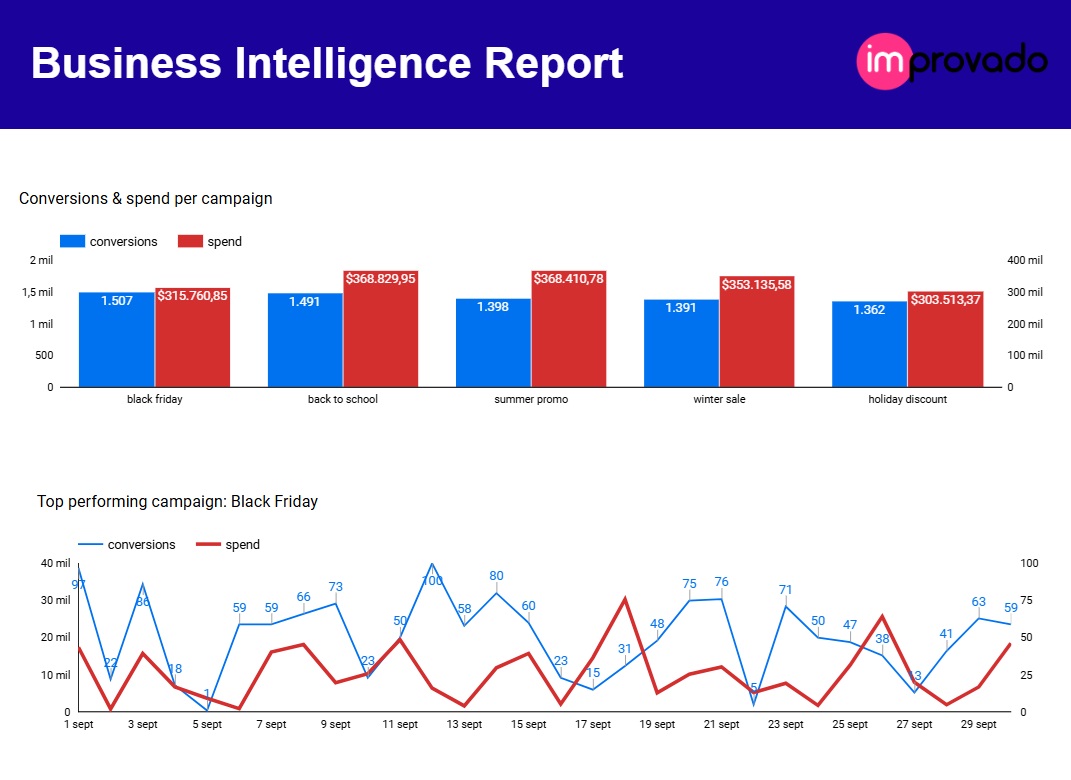 Business Intelligence Report
improvado
Conversions & spend per campaign
conversions spend
2 mil 400 mil
1,5 mil 300 mil
1 mil 200 mil
500 100 mil
0 0
1.507 $315.760,85 1.491 $368.829,95 1.398 $368.410,78 1.391 $353.135,58 1.362 $303.513,37
black friday back to school summer promo winter sale holiday discount
Top performing campaign: Black Friday
conversions spend
40 mil 100
30 mil 75
20 mil 50
10 mil 25
0 0
97 22 86 18 1 59 59 66 73 23 50 100 58 80 60 23 15 31 48 75 76 5 71 50 47 38 13 41 63 59
1 sept 3 sept 5 sept 7 sept 9 sept 11 sept 13 sept 15 sept 17 sept 19 sept 21 sept 23 sept 25 sept 27 sept 29 sept